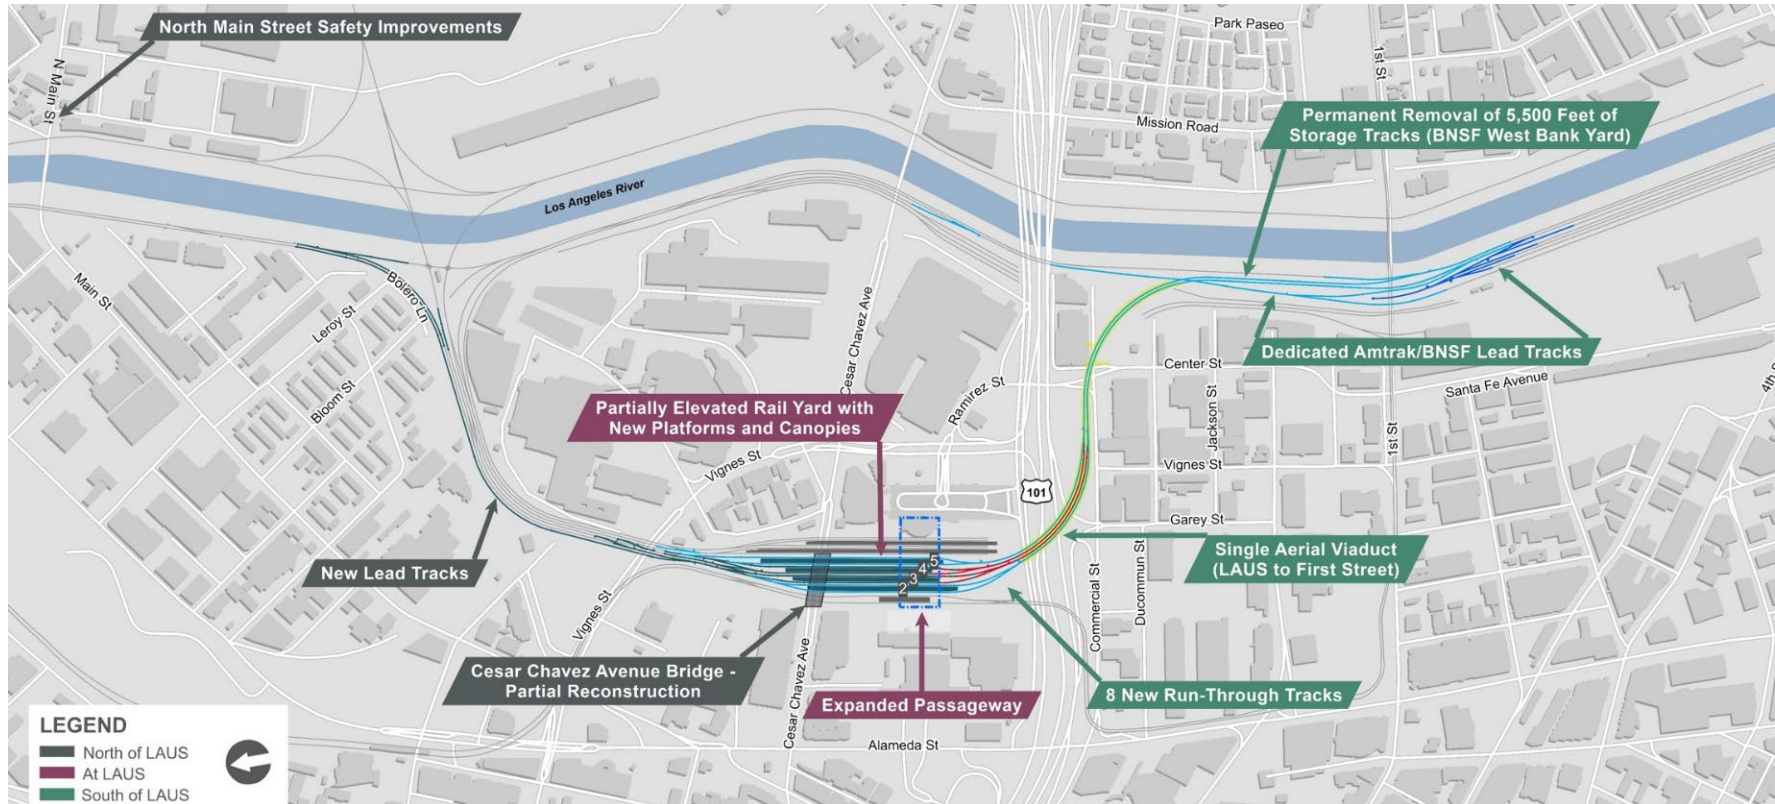 North Main Street Safety Improvements
N Main St
Park Paseo
1st St
Permanent Removal of 5,500 Feet of
Storage Tracks (BNSF West Bank Yard)
Mission Road
Los Angeles River
Main St
Bolero Ln
Leroy St
Bloom St
Cesar Chavez Ave
Ramirez St
Center St
Dedicated Amtrak/BNSF Lead Tracks
Santa Fe Avenue
Jackson St
1st St
Partially Elevated Rail Yard with
New Platforms and Canopies
Vignes St
Vignes St
101
Garey St
New Lead Tracks
Single Aerial Viaduct
(LAUS to First Street)
2
3
4
5
Vignes St
Commercial St
Ducommun St
Cesar Chavez Avenue Bridge -
Partial Reconstruction
Cesar Chavez Ave
Expanded Passageway
8 New Run-Through Tracks
Alameda St
LEGEND
North of LAUS
At LAUS
South of LAUS